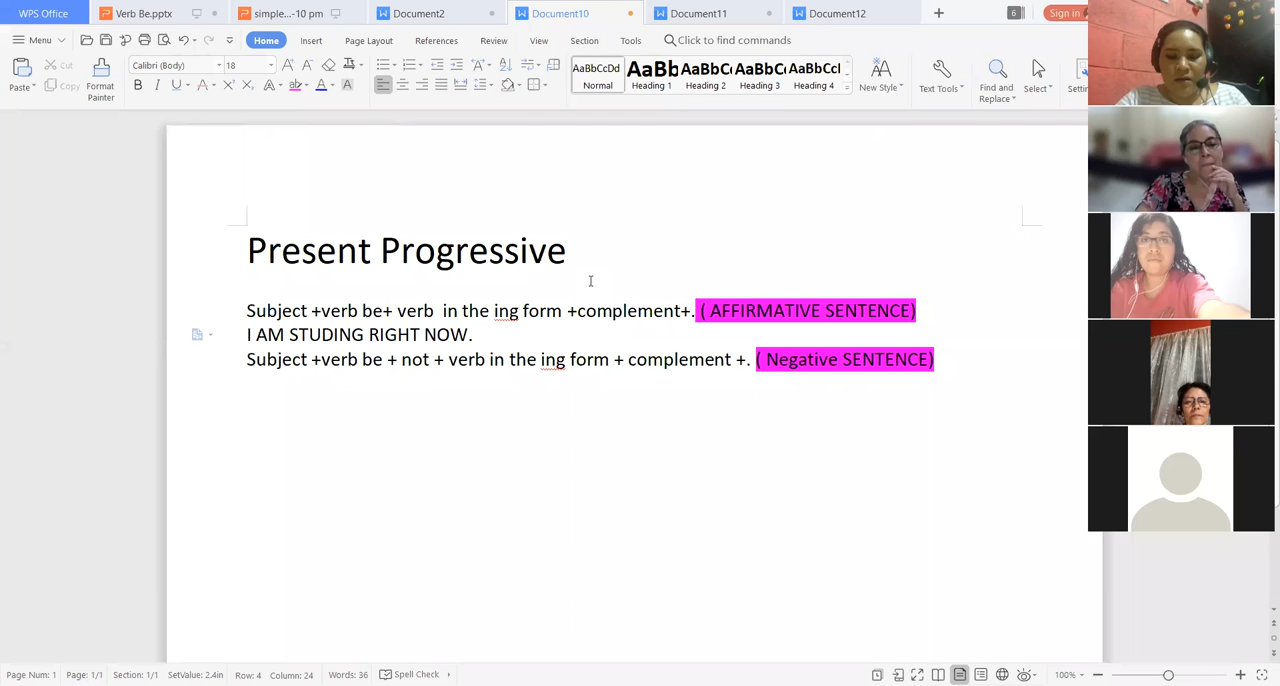 WPS Office
Verb Be.pptx
simple...-10 pm
Document2
Document10
Document11
Document12
6
Sign in
Menu
Home
Insert
Page Layout
References
Review
View
Section
Tools
Click to find commands
Paste
Cut
Copy
Format Painter
Calibri (Body)
18
AaBbCcDd
Normal
AaBb
Heading 1
AaBbC
Heading 2
AaBbC
Heading 3
AaBbCcI
Heading 4
New Style
Text Tools
Find and Replace
Select
Present Progressive
Subject +verb be+ verb  in the ing form +complement+. ( AFFIRMATIVE SENTENCE)
I AM STUDING RIGHT NOW.
Subject +verb be + not + verb in the ing form + complement +. ( Negative SENTENCE)
Page Num: 1
Page: 1/1
Section: 1/1
SetValue: 2.4in
Row: 4
Column: 24
Words: 36
Spell Check
100%